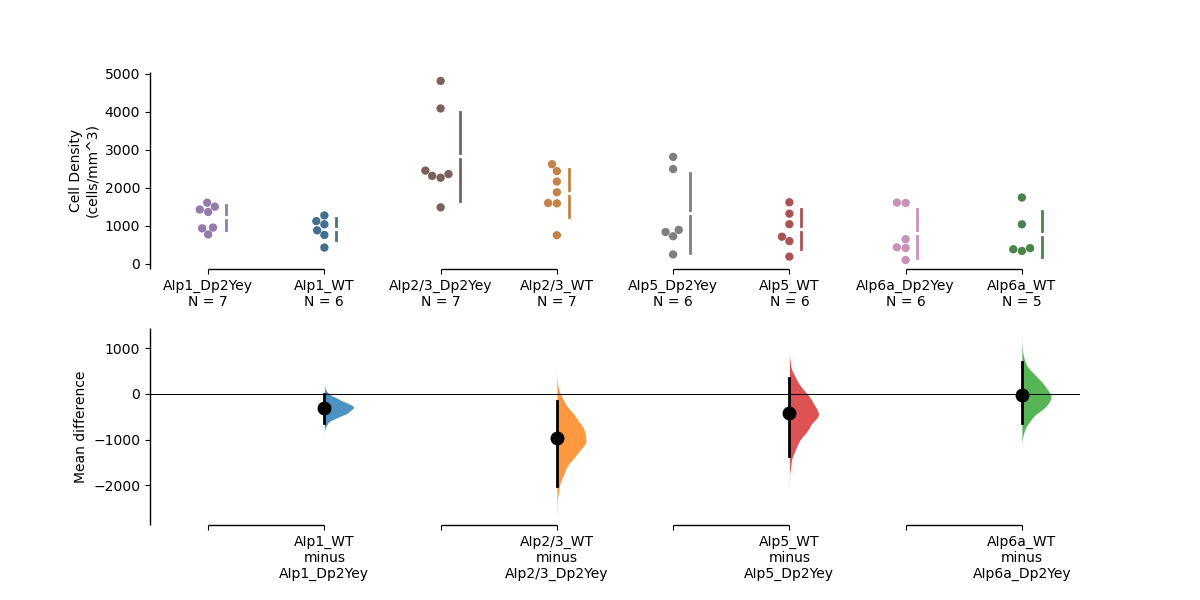 5000
4000
3000
2000
1000
0
Cell Density
(cells/mm^3)
AIp1_Dp2Yey
N = 7
AIp1_WT
N = 6
AIp2/3_Dp2Yey
N = 7
AIp2/3_WT
N = 7
AIp5_Dp2Yey
N = 6
AIp5_WT
N = 6
AIp6a_Dp2Yey
N = 6
AIp6a_WT
N = 5
1000
0
−1000
−2000
Mean difference
AIp1_WT
minus
AIp1_Dp2Yey
AIp2/3_WT
minus
AIp2/3_Dp2Yey
AIp5_WT
minus
AIp5_Dp2Yey
AIp6a_WT
minus
AIp6a_Dp2Yey